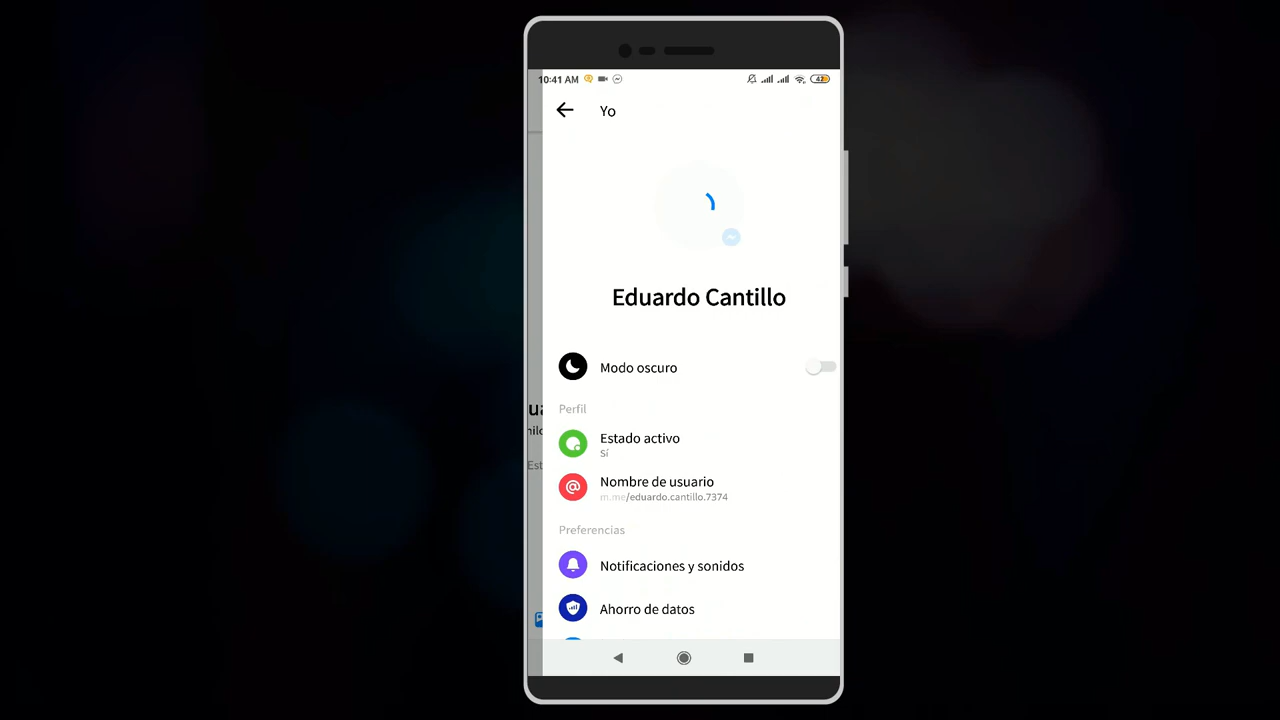 10:41 AM
42
Yo
Eduardo Cantillo
Modo oscuro
Perfil
Estado activo
Sí
Nombre de usuario
m.me/eduardo.cantillo.7374
Preferencias
Notificaciones y sonidos
Ahorro de datos